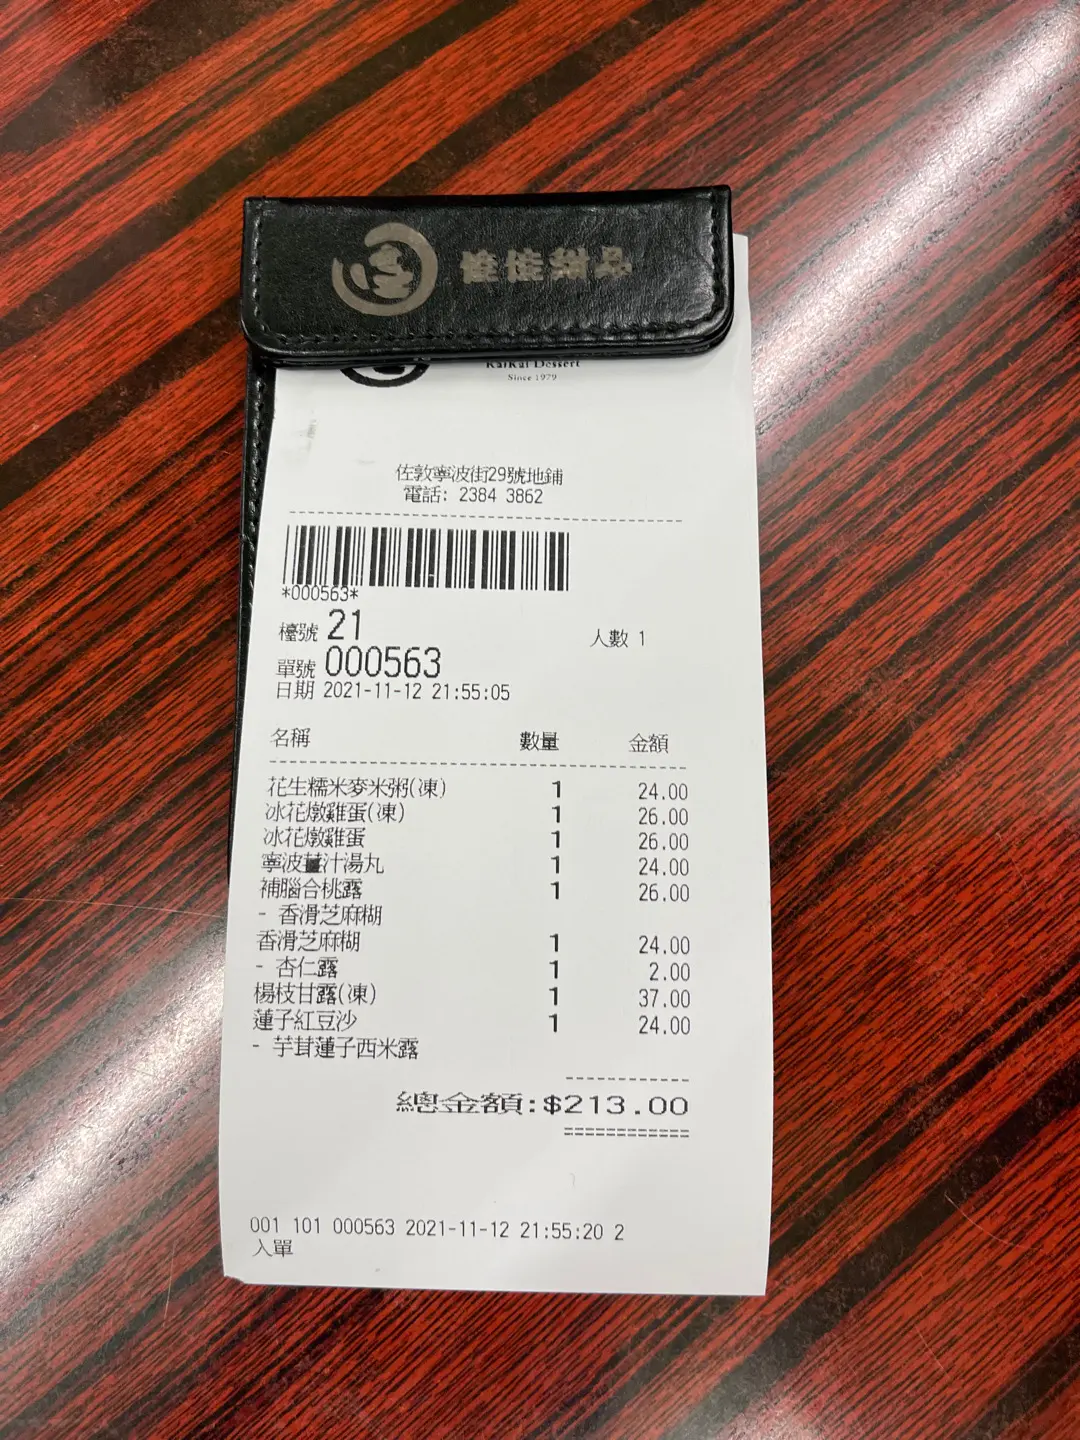 佳佳甜品
KaiKai Dessert
Since 1979
佐敦寧波街29號地鋪
電話: 2384 3862
*000563*
檯號 21 人數 1
單號 000563
日期 2021-11-12 21:55:05
名稱 數量 金額
花生糯米麥米粥(凍) 1 24.00
冰花燉雞蛋(凍) 1 26.00
冰花燉雞蛋 1 26.00
寧波薑汁湯丸 1 24.00
補腦合桃露 1 26.00
- 香滑芝麻糊
香滑芝麻糊 1 24.00
- 杏仁露 1 2.00
楊枝甘露(凍) 1 37.00
蓮子紅豆沙 1 24.00
- 芋茸蓮子西米露
總金額:$213.00
001 101 000563 2021-11-12 21:55:20 2
入單